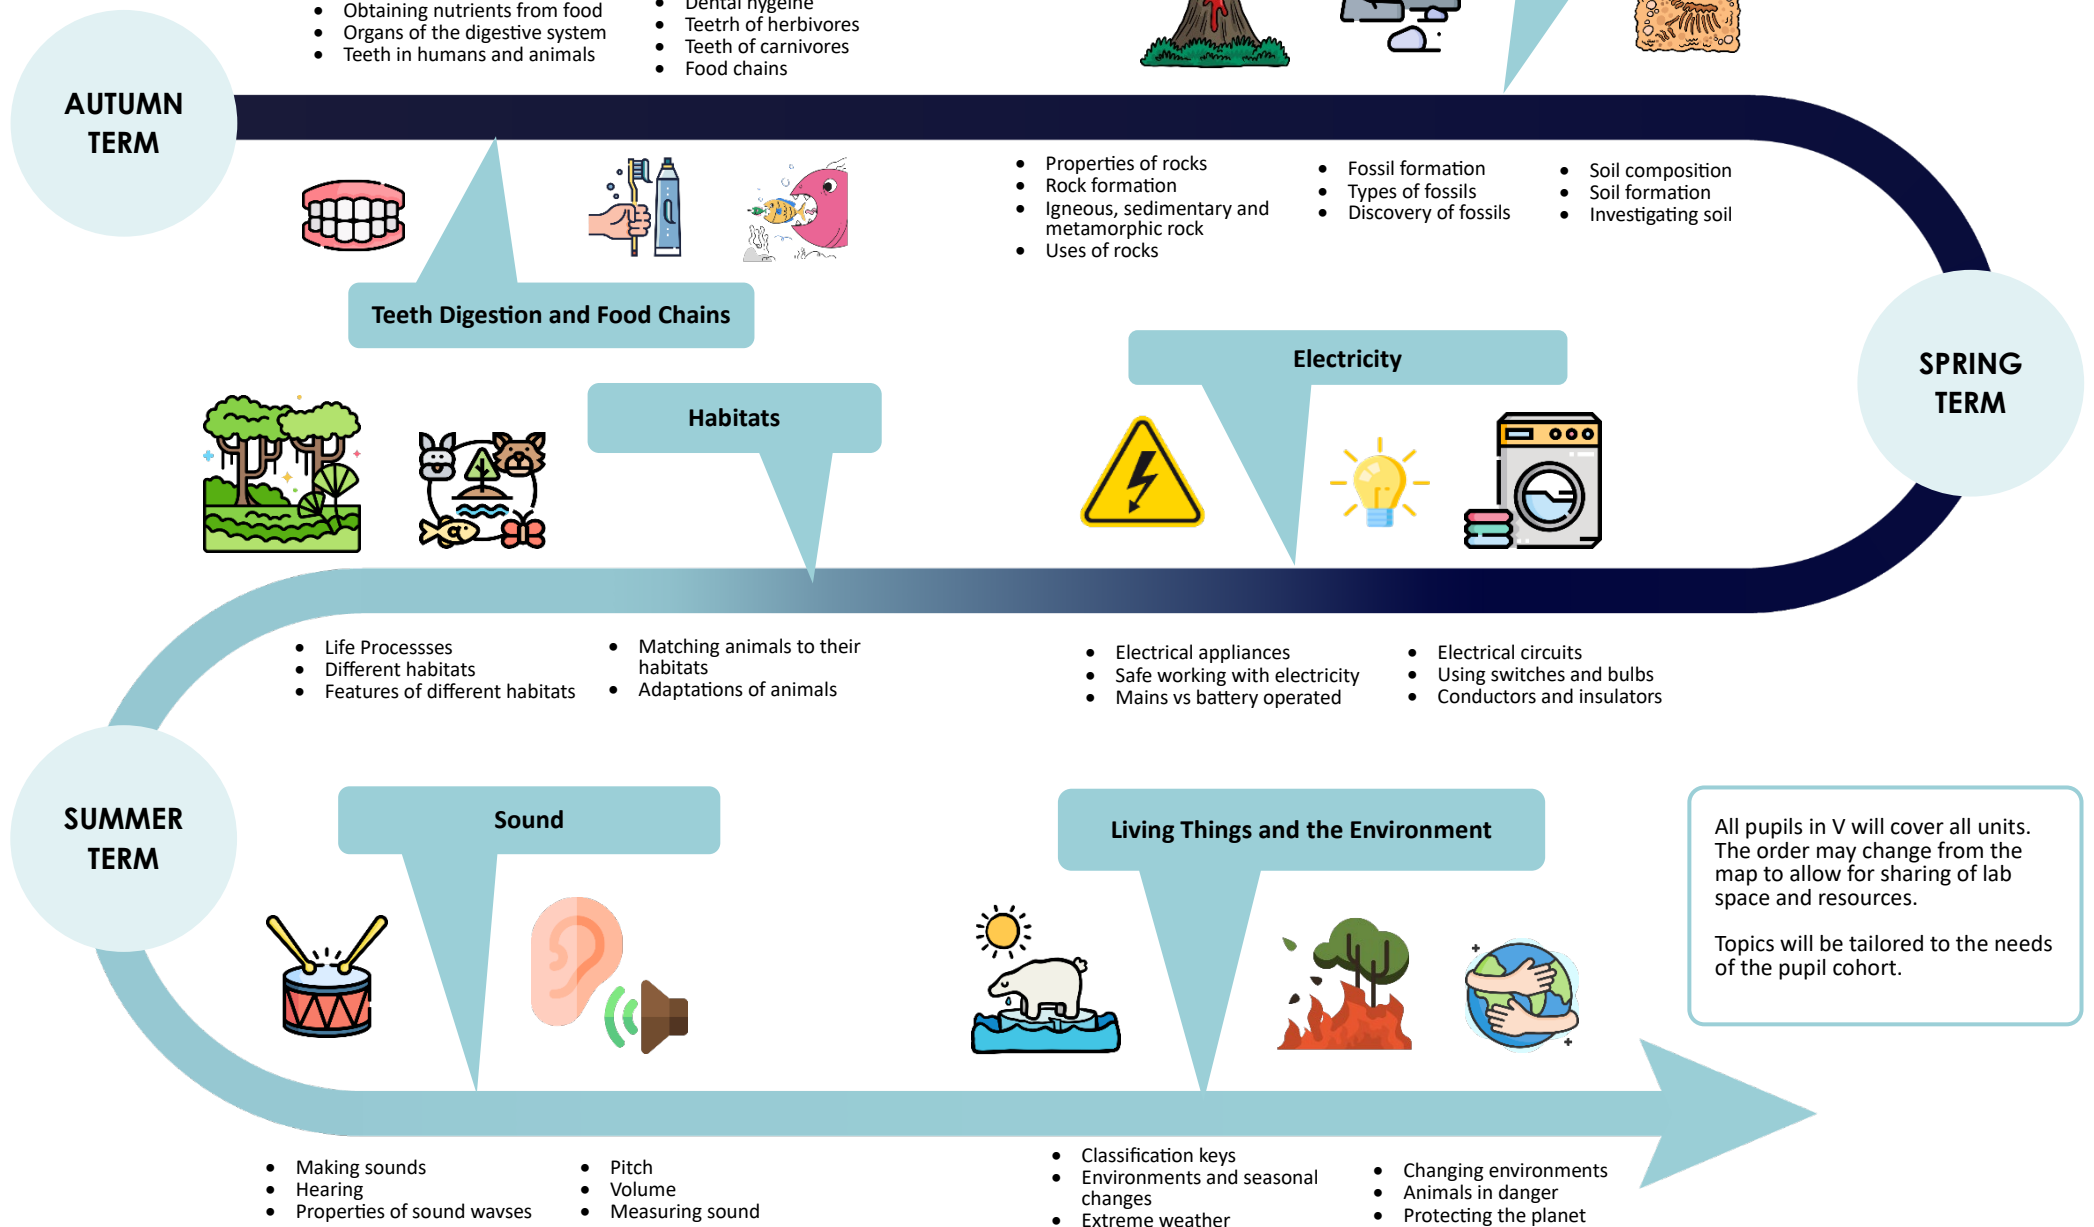 • Obtaining nutrients from food
• Organs of the digestive system
• Teeth in humans and animals
• Dental hygeine
• Teetrh of herbivores
• Teeth of carnivores
• Food chains
AUTUMN
TERM
• Properties of rocks
• Rock formation
• Igneous, sedimentary and
metamorphic rock
• Uses of rocks
• Fossil formation
• Types of fossils
• Discovery of fossils
• Soil composition
• Soil formation
• Investigating soil
Teeth Digestion and Food Chains
SPRING
TERM
Electricity
Habitats
• Life Processses
• Different habitats
• Features of different habitats
• Matching animals to their
habitats
• Adaptations of animals
• Electrical appliances
• Safe working with electricity
• Mains vs battery operated
• Electrical circuits
• Using switches and bulbs
• Conductors and insulators
SUMMER
TERM
Sound
Living Things and the Environment
All pupils in V will cover all units.
The order may change from the
map to allow for sharing of lab
space and resources.
Topics will be tailored to the needs
of the pupil cohort.
• Making sounds
• Hearing
• Properties of sound wavses
• Pitch
• Volume
• Measuring sound
• Classification keys
• Environments and seasonal
changes
• Extreme weather
• Changing environments
• Animals in danger
• Protecting the planet